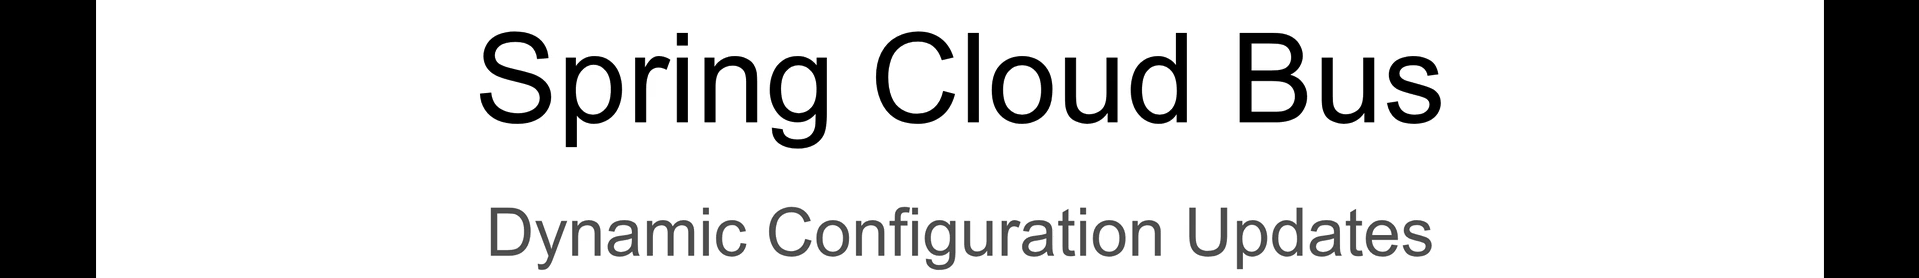 Spring Cloud Bus
Dynamic Configuration Updates